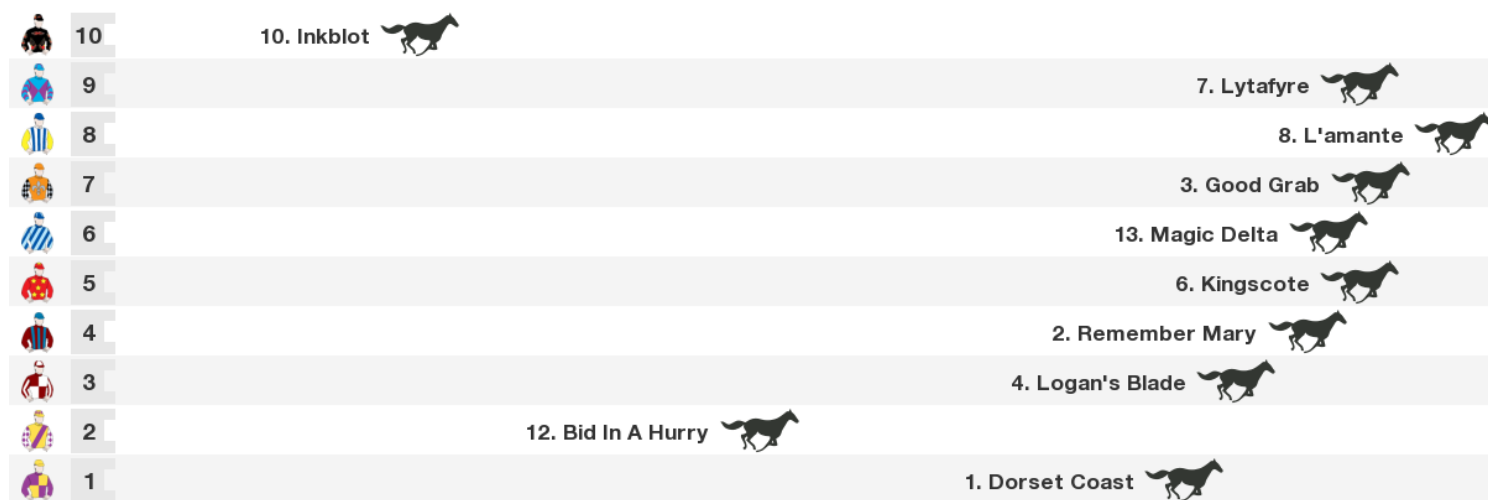 10 10. Inkblot
9 7. Lytafyre
8 8. L'amante
7 3. Good Grab
6 13. Magic Delta
5 6. Kingscote
4 2. Remember Mary
3 4. Logan's Blade
2 12. Bid In A Hurry
1 1. Dorset Coast